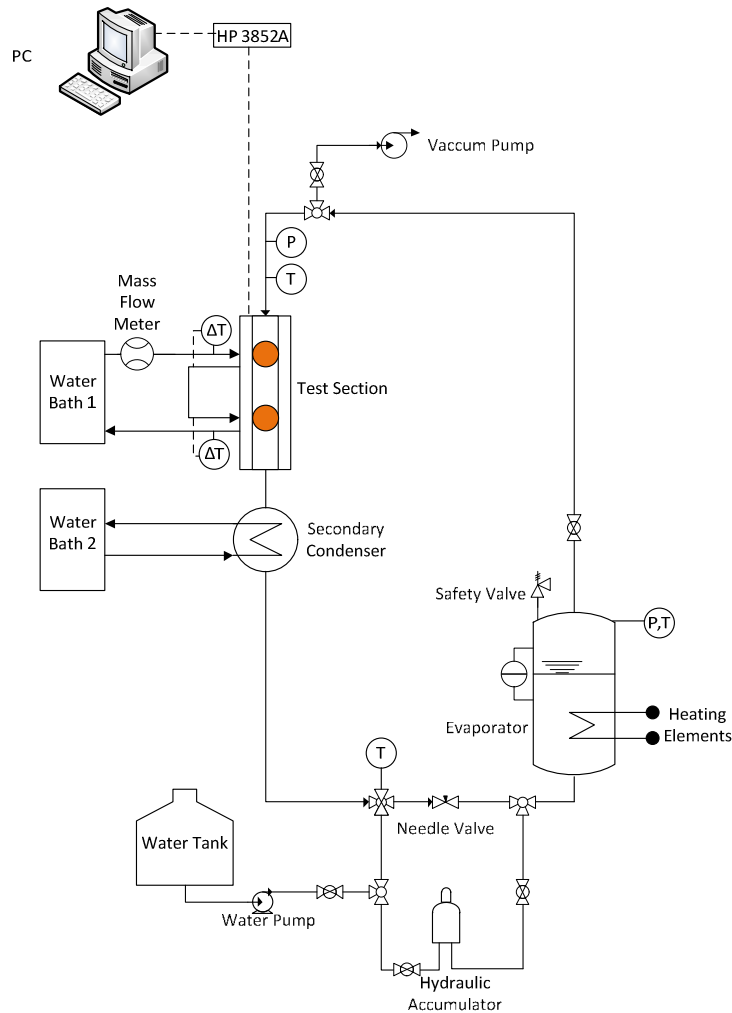 PC
HP 3852A
Vaccum Pump
P
T
Mass
Flow
Meter
ΔT
Water
Bath 1
Test Section
ΔT
Water
Bath 2
Secondary
Condenser
Safety Valve
P,T
Evaporator
Heating
Elements
T
Needle Valve
Water Tank
Water Pump
Hydraulic
Accumulator